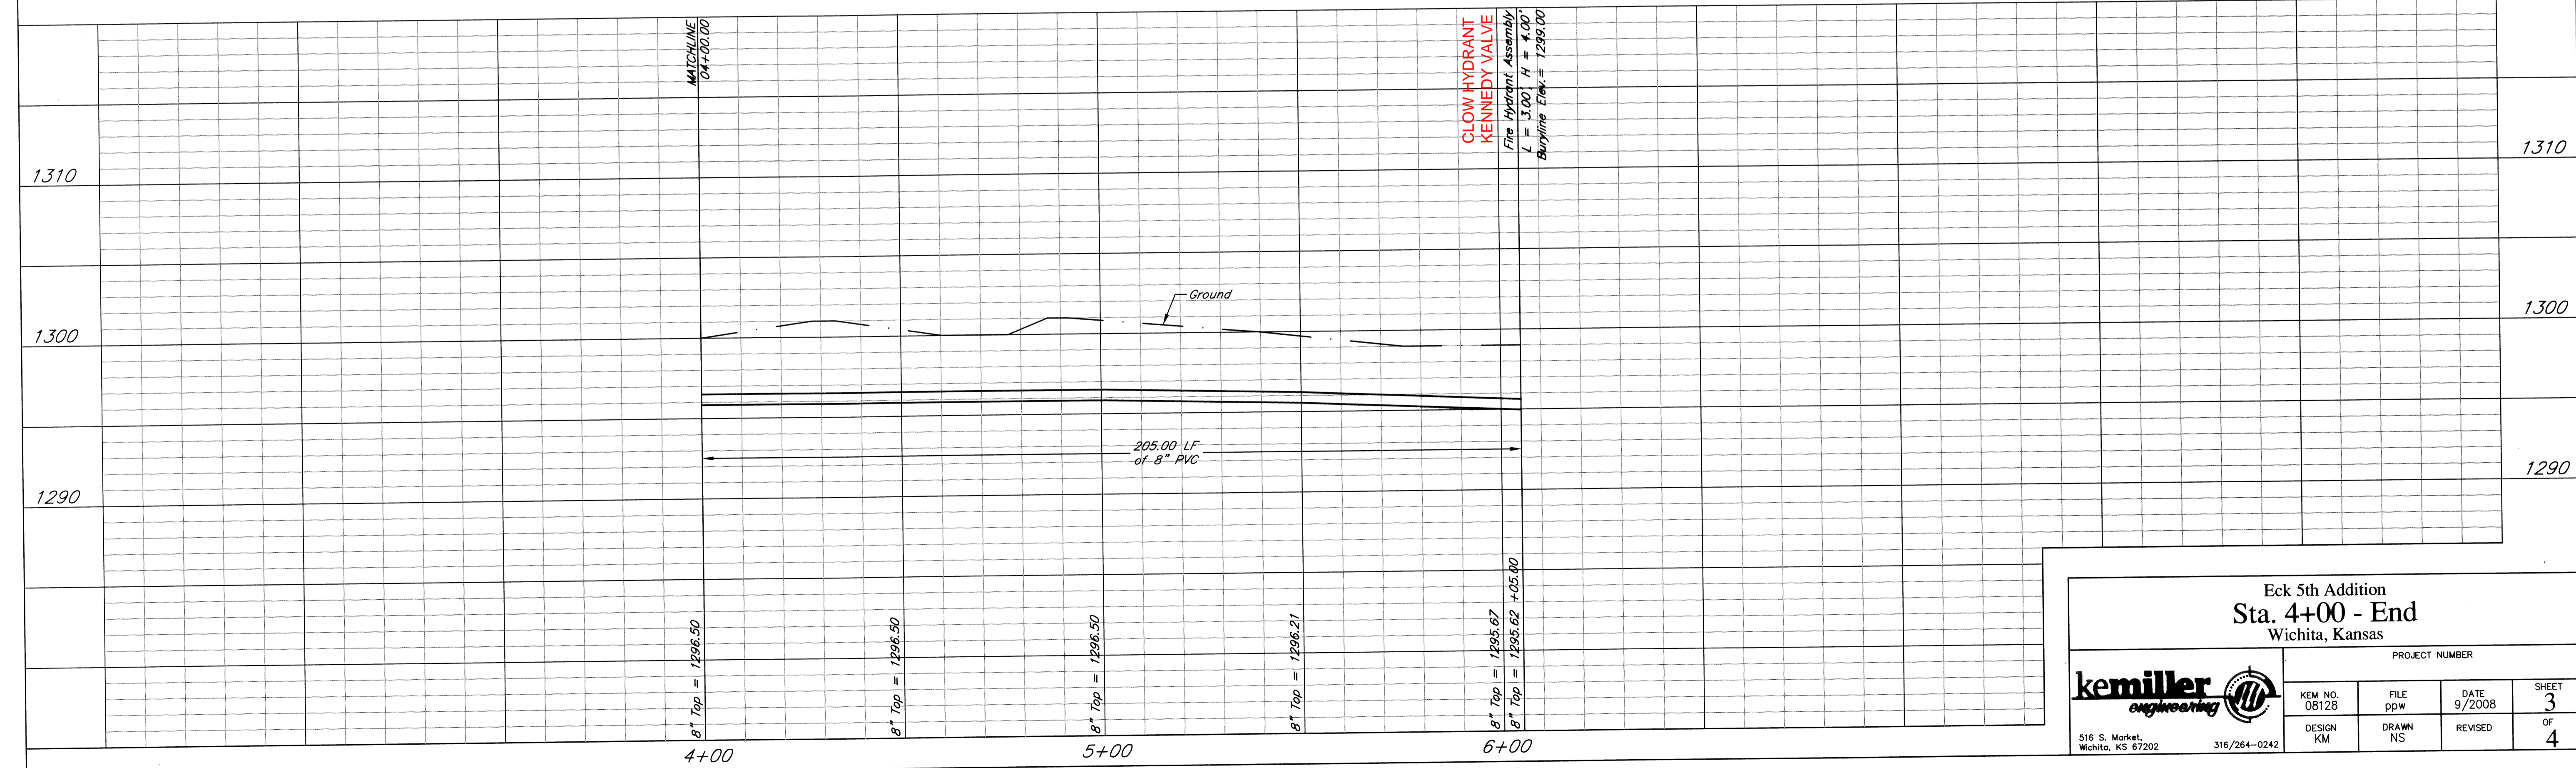 MATCHLINE
04+00.00
CLOW HYDRANT
KENNEDY VALVE
Fire Hydrant Assembly
L = 3.00' H = 4.00'
Buryline Elev. = 1299.00
1310
1310
Ground
1300
1300
205.00 LF
of 8" PVC
1290
1290
8" Top = 1296.50
8" Top = 1296.50
8" Top = 1296.50
8" Top = 1296.21
8" Top = 1295.67
8" Top = 1295.62 +05.00
4+00
5+00
6+00
Eck 5th Addition
Sta. 4+00 - End
Wichita, Kansas
kemiller
engineering
516 S. Market,
Wichita, KS 67202
316/264-0242
PROJECT NUMBER
KEM NO.
08128
FILE
ppw
DATE
9/2008
SHEET
3
DESIGN
KM
DRAWN
NS
REVISED
OF
4